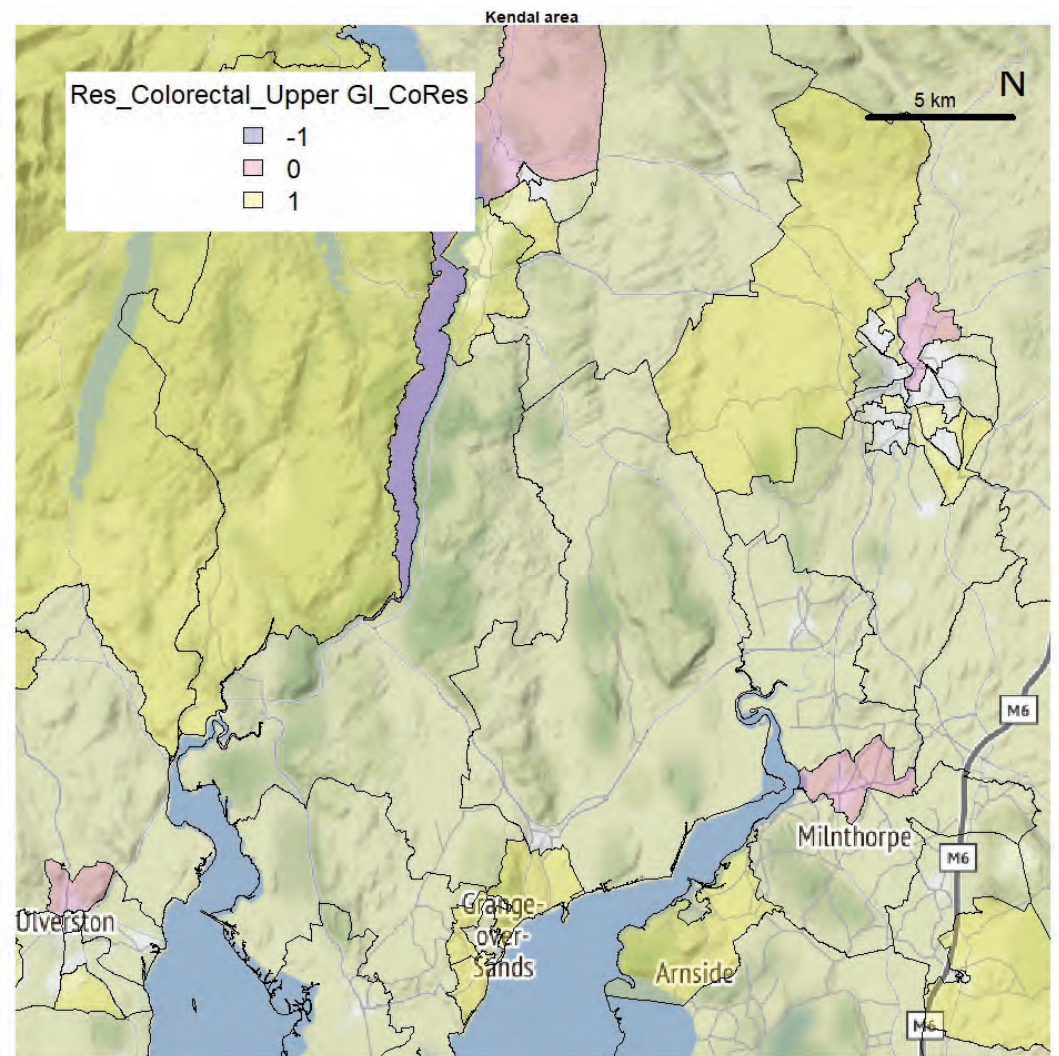 Kendal area
Res_Colorectal_Upper GI_CoRes
-1
0
1
5 km
N
M6
Milnthorpe
M6
Ulverston
Grange-
over-
Sands
Arnside
M6